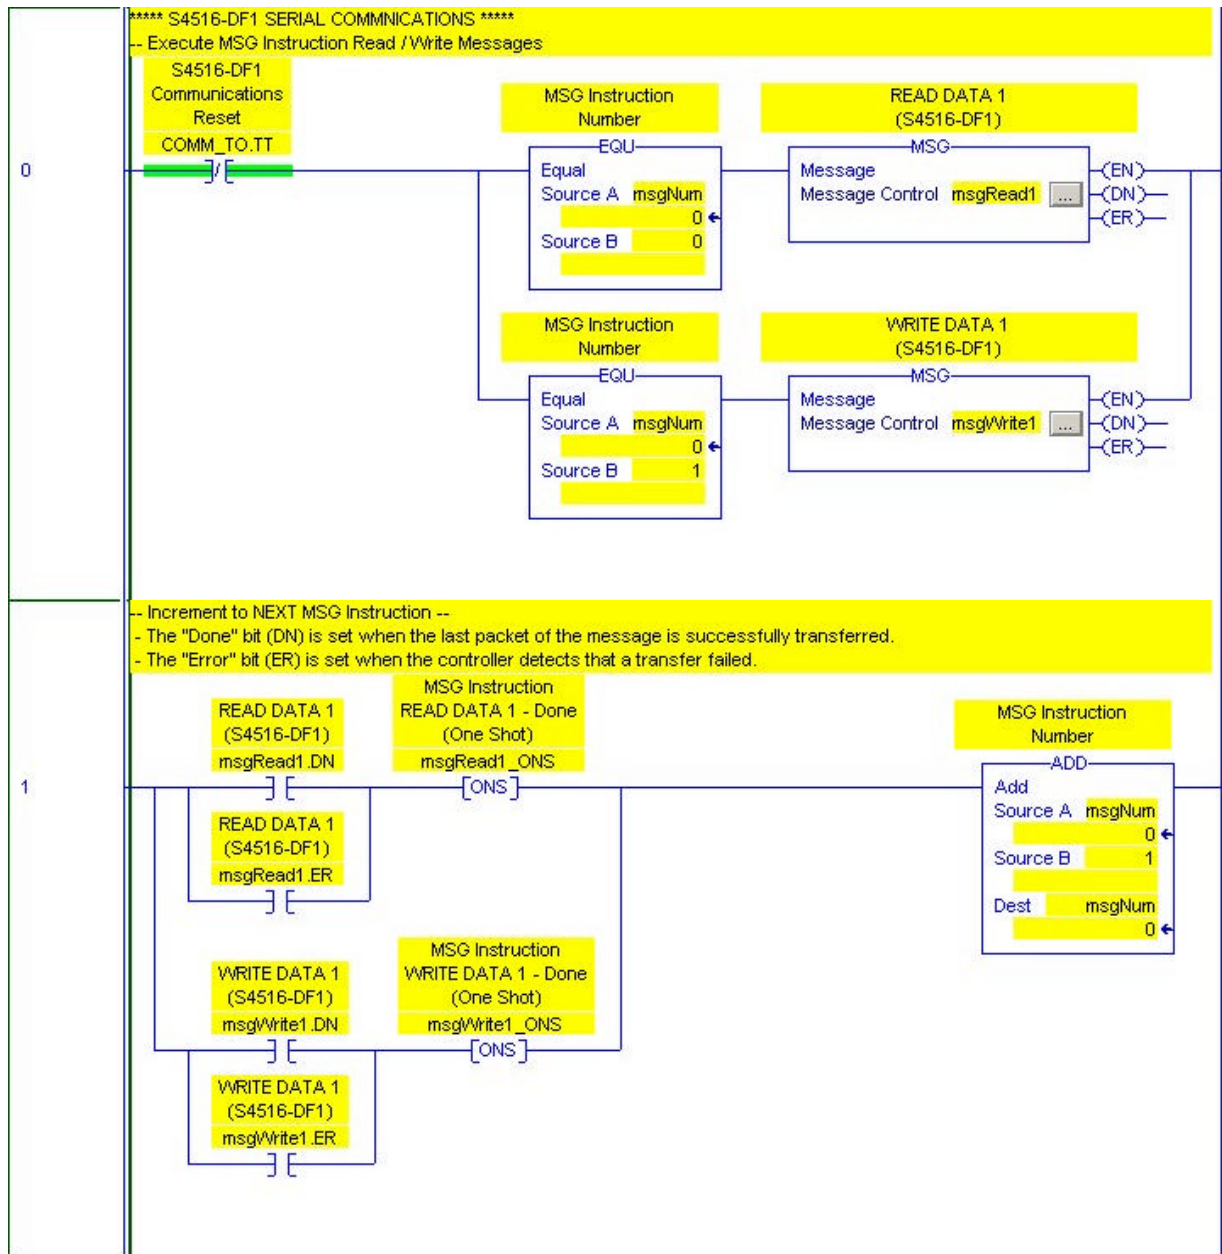 ***** S4516-DF1 SERIAL COMMNICATIONS *****
-- Execute MSG Instruction Read / Write Messages
S4516-DF1
Communications
Reset
COMM_TO.TT
0
MSG Instruction
Number
EQU
Equal
Source A msgNum
0
Source B 0
READ DATA 1
(S4516-DF1)
MSG
Message
Message Control msgRead1 ...
EN
DN
ER
MSG Instruction
Number
EQU
Equal
Source A msgNum
0
Source B 1
WRITE DATA 1
(S4516-DF1)
MSG
Message
Message Control msgWrite1 ...
EN
DN
ER
-- Increment to NEXT MSG Instruction --
- The "Done" bit (DN) is set when the last packet of the message is successfully transferred.
- The "Error" bit (ER) is set when the controller detects that a transfer failed.
1
READ DATA 1
(S4516-DF1)
msgRead1.DN
MSG Instruction
READ DATA 1 - Done
(One Shot)
msgRead1_ONS
ONS
READ DATA 1
(S4516-DF1)
msgRead1.ER
MSG Instruction
Number
ADD
Add
Source A msgNum
0
Source B 1
Dest msgNum
0
WRITE DATA 1
(S4516-DF1)
msgWrite1.DN
MSG Instruction
WRITE DATA 1 - Done
(One Shot)
msgWrite1_ONS
ONS
WRITE DATA 1
(S4516-DF1)
msgWrite1.ER